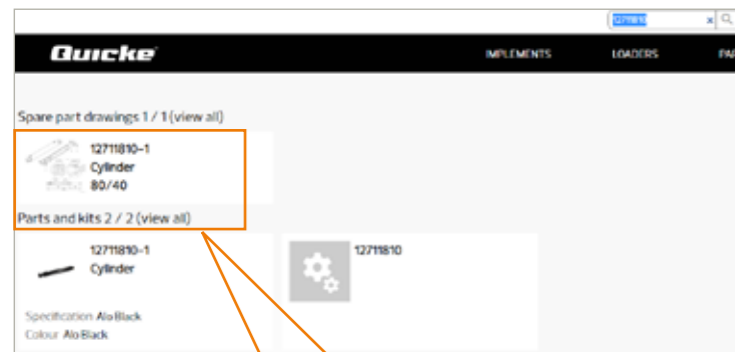 12711810
x
Quicke
IMPLEMENTS
LOADERS
PAR
Spare part drawings 1 / 1 (view all)
12711810-1
Cylinder
80/40
Parts and kits 2 / 2 (view all)
12711810-1
Cylinder
Specification Alo Black
Colour Alo Black
12711810